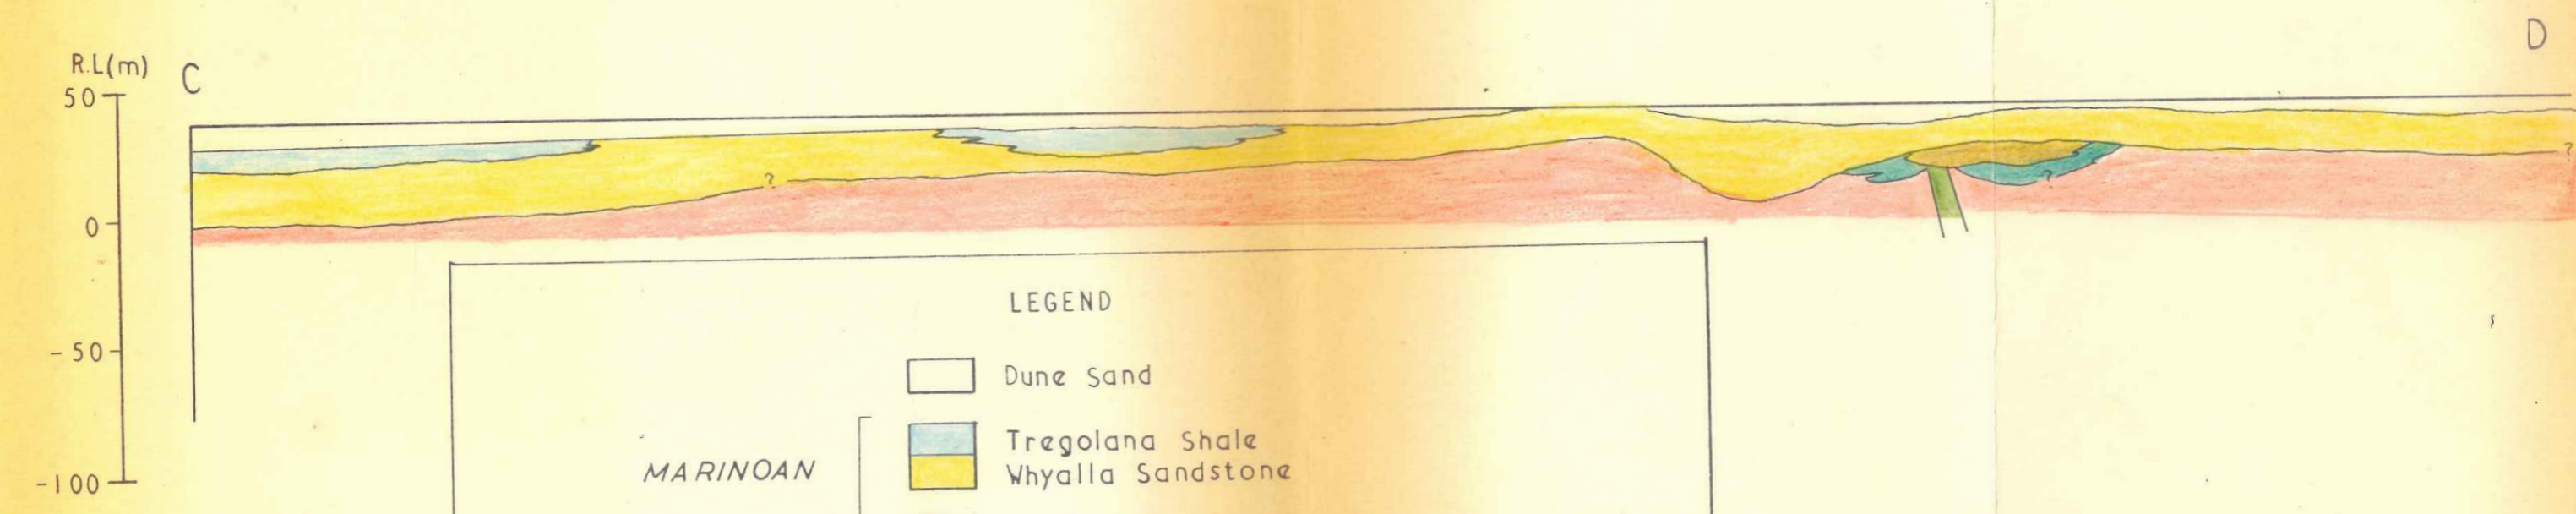 D
R.L(m) C
50
?
?
?
0
-50
-100
LEGEND
Dune Sand
Tregolana Shale
MARINOAN
Whyalla Sandstone